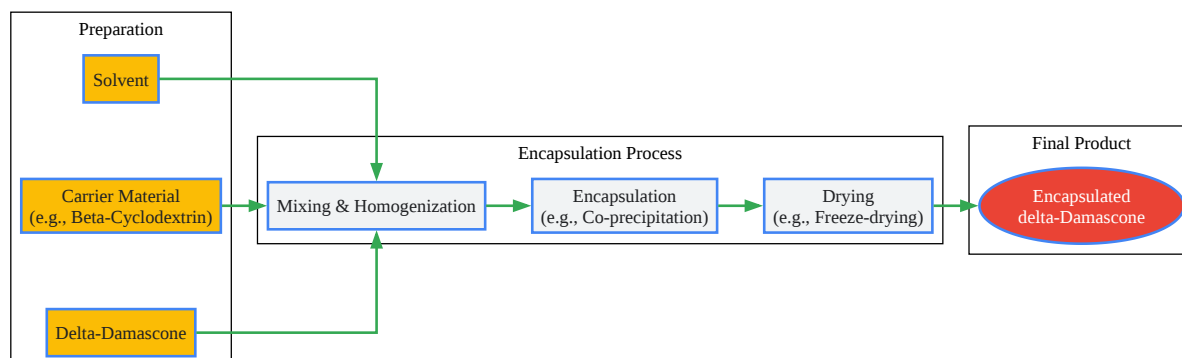 Preparation
Solvent
Carrier Material
(e.g., Beta-Cyclodextrin)
Delta-Damascone
Encapsulation Process
Mixing & Homogenization
Encapsulation
(e.g., Co-precipitation)
Drying
(e.g., Freeze-drying)
Final Product
Encapsulated
delta-Damascone